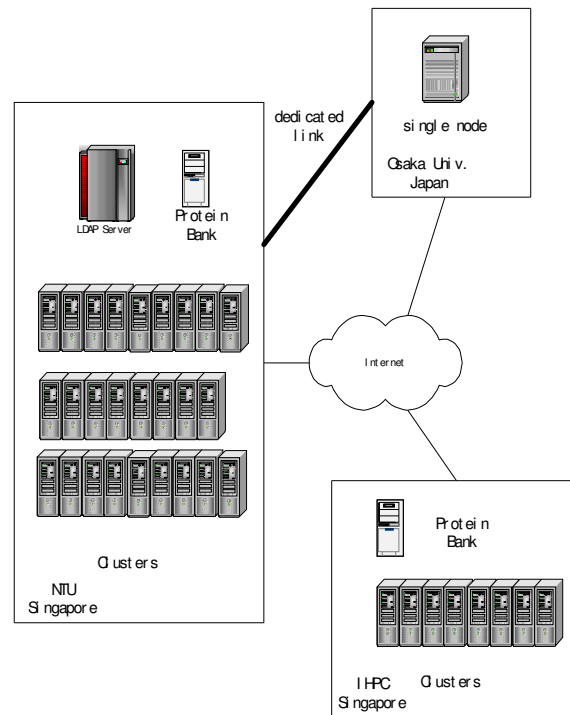 dedicated
link
single node
Osaka Univ.
Japan
LDAP Server
Protein
Bank
Internet
Clusters
NTU
Singapore
Protein
Bank
IHPC
Singapore
Clusters